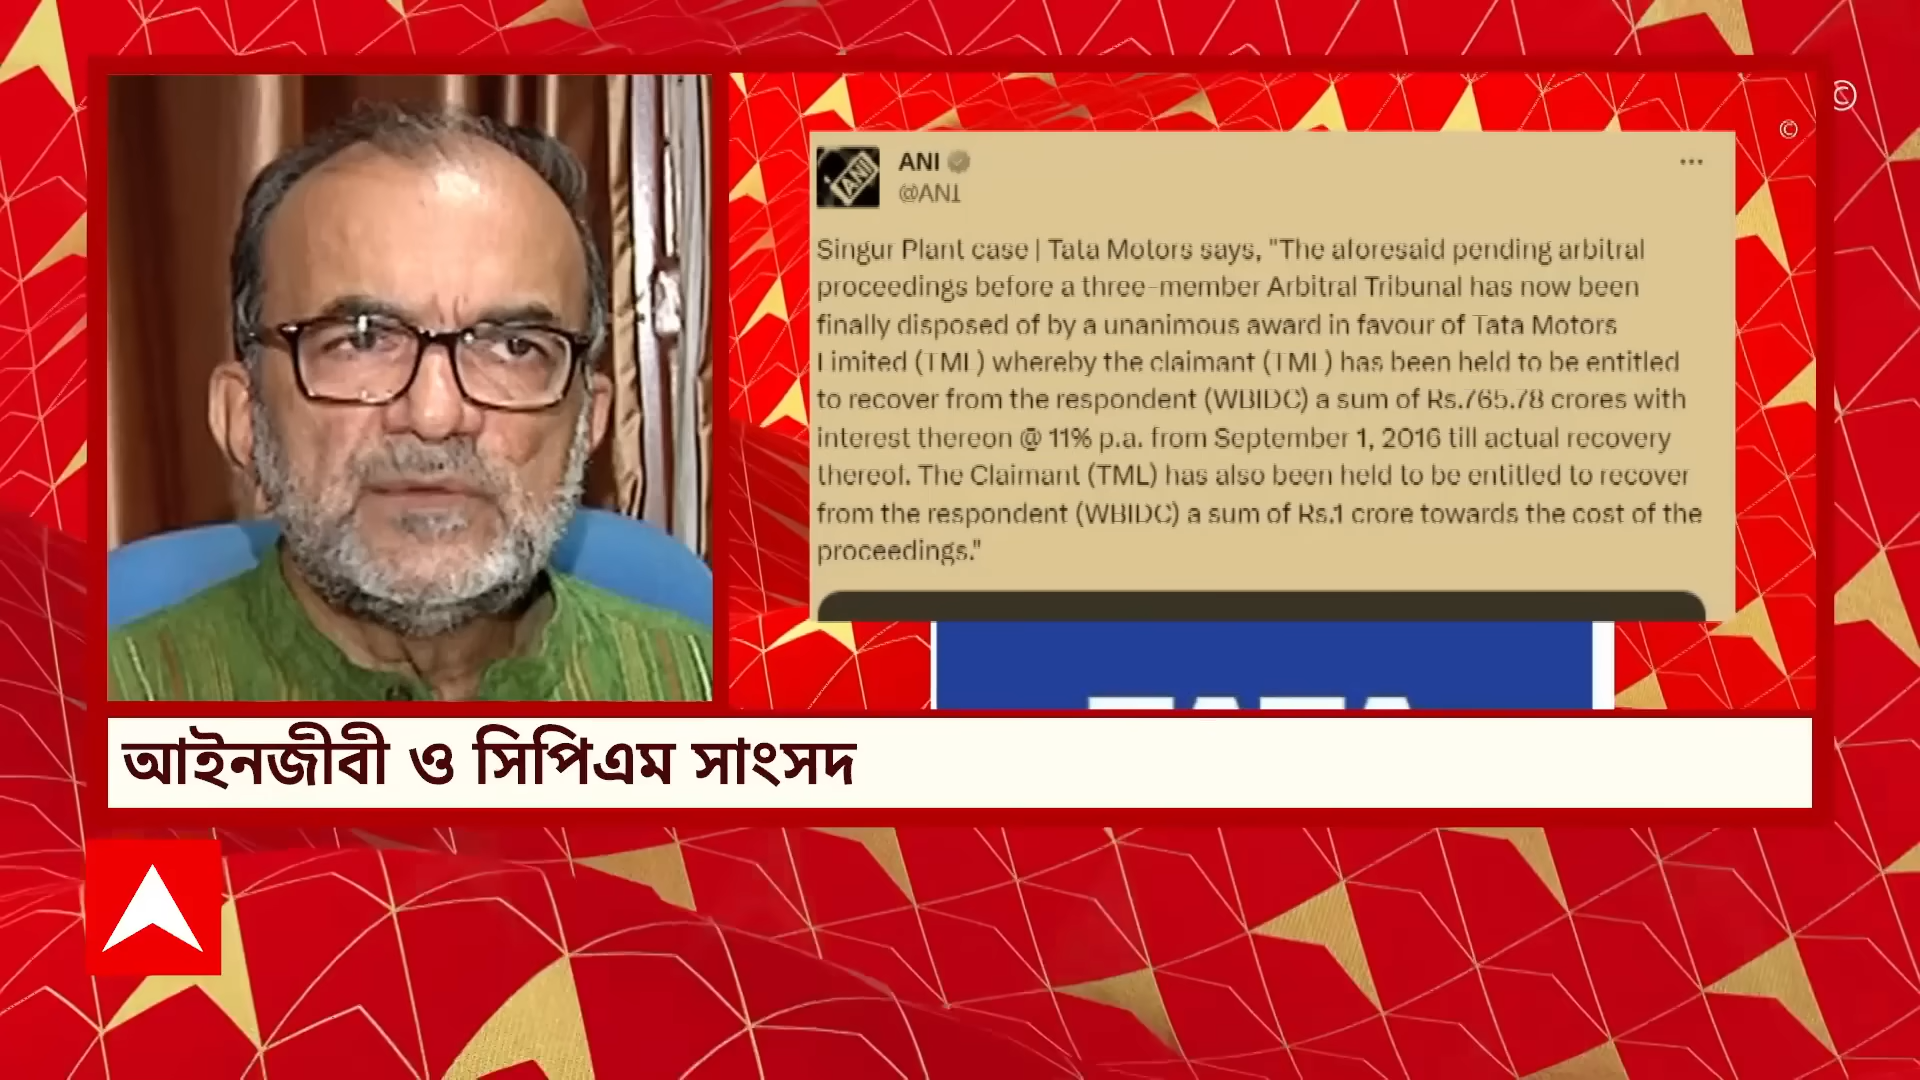 ANI
@ANI
Singur Plant case | Tata Motors says, "The aforesaid pending arbitral
proceedings before a three-member Arbitral Tribunal has now been
finally disposed of by a unanimous award in favour of Tata Motors
Limited (TML) whereby the claimant (TML) has been held to be entitled
to recover from the respondent (WBIDC) a sum of Rs.765.78 crores with
interest thereon @ 11% p.a. from September 1, 2016 till actual recovery
thereof. The Claimant (TML) has also been held to be entitled to recover
from the respondent (WBIDC) a sum of Rs.1 crore towards the cost of the
proceedings."
TATA
আইনজীবী ও সিপিএম সাংসদ